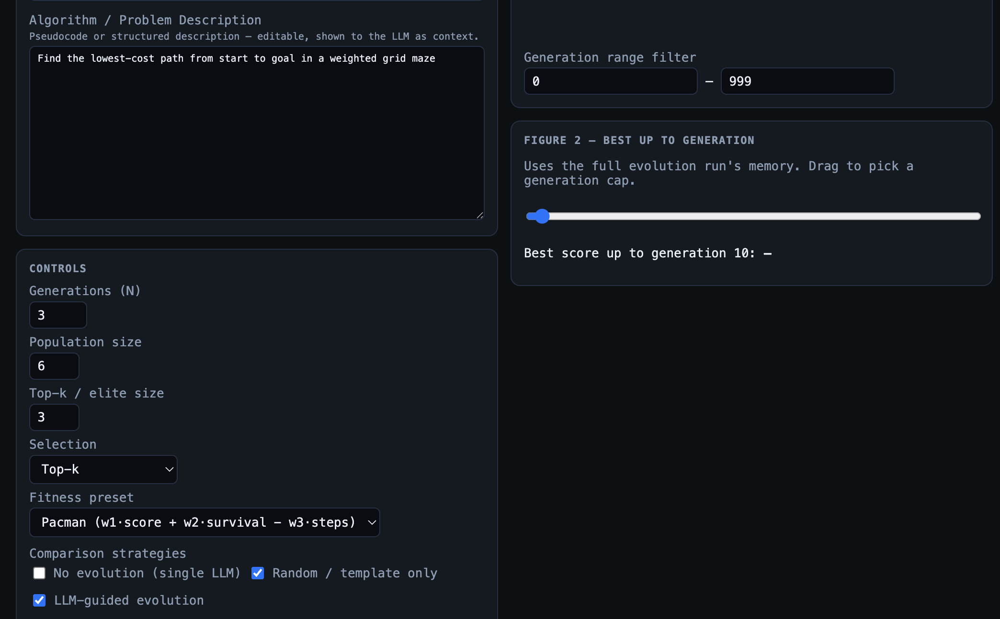 Algorithm / Problem Description
Pseudocode or structured description — editable, shown to the LLM as context.
Find the lowest-cost path from start to goal in a weighted grid maze
CONTROLS
Generations (N)
3
Population size
6
Top-k / elite size
3
Selection
Top-k
Fitness preset
Pacman (w1·score + w2·survival − w3·steps)
Comparison strategies
No evolution (single LLM) Random / template only
LLM-guided evolution
Generation range filter
0 — 999
FIGURE 2 — BEST UP TO GENERATION
Uses the full evolution run's memory. Drag to pick a
generation cap.
Best score up to generation 10: —